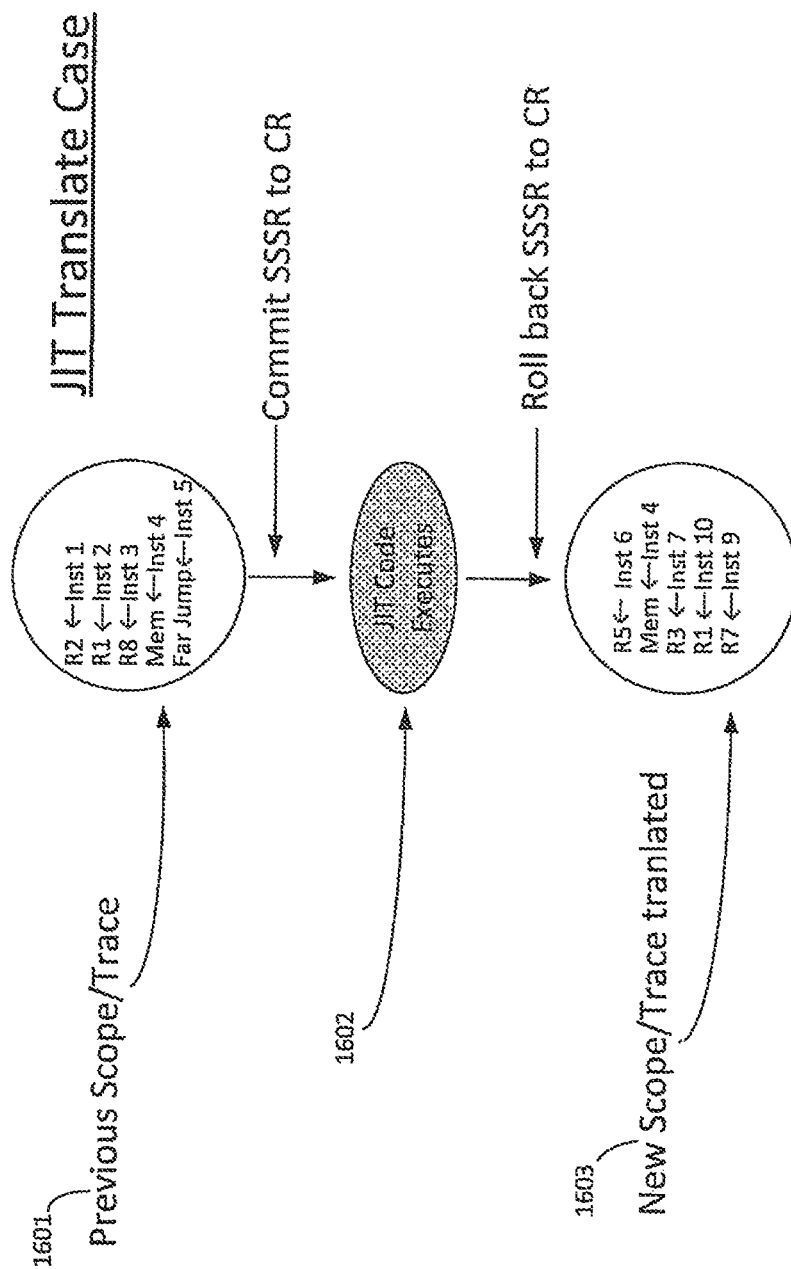 JIT Translate Case
1601
Previous Scope/Trace
R2 ←Inst 1
R1 ←Inst 2
R8 ←Inst 3
Mem ←Inst 4
Far Jump←Inst 5
Commit SSSR to CR
1602
JIT Code
Executes
Roll back SSSR to CR
1603
New Scope/Trace tranlated
R5← Inst 6
Mem ←Inst 4
R3 ←Inst 7
R1 ←Inst 10
R7 ←Inst 9